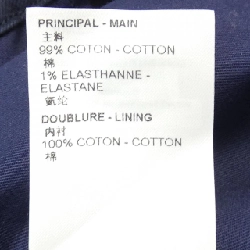 PRINCIPAL - MAIN
主料
99% COTON - COTTON
棉
1% ELASTHANNE -
ELASTANE
氨纶
DOUBLURE - LINING
内衬
100% COTON - COTTON
棉